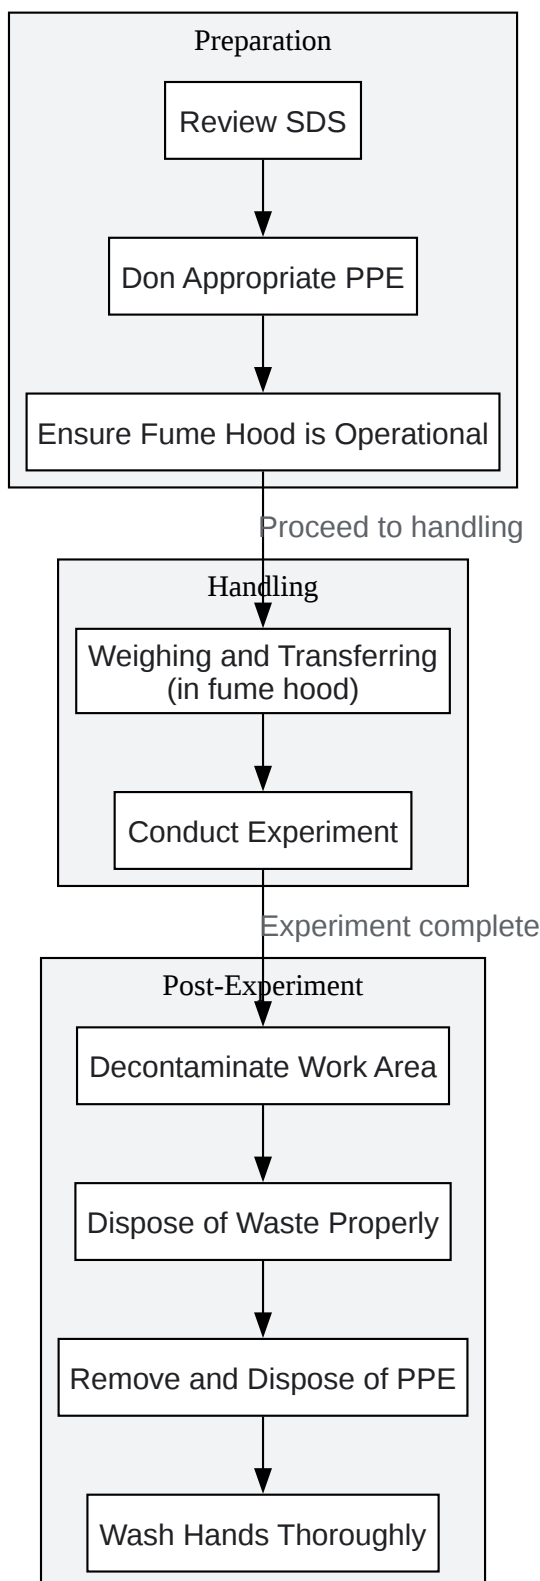 Preparation
Review SDS
Don Appropriate PPE
Ensure Fume Hood is Operational
Proceed to handling
Handling
Weighing and Transferring
(in fume hood)
Conduct Experiment
Experiment complete
Post-Experiment
Decontaminate Work Area
Dispose of Waste Properly
Remove and Dispose of PPE
Wash Hands Thoroughly